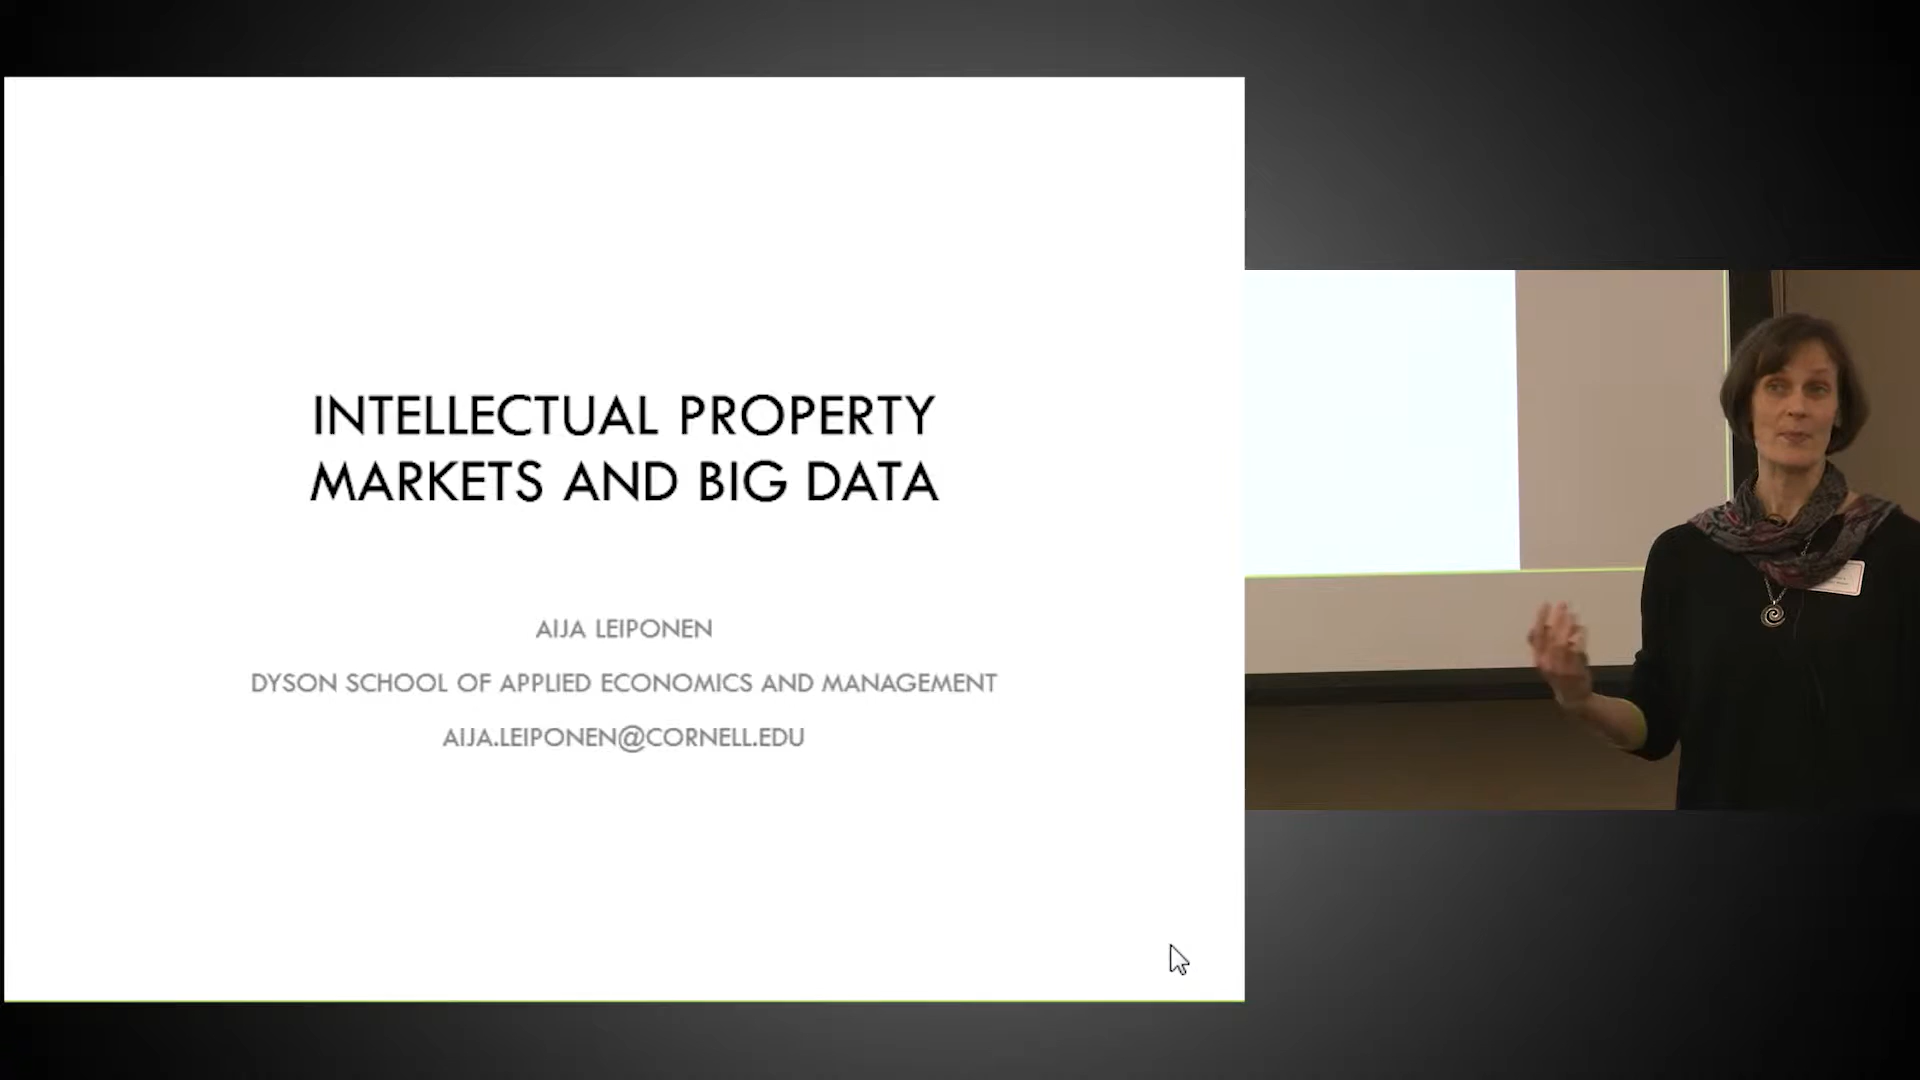 INTELLECTUAL PROPERTY
MARKETS AND BIG DATA
AIJA LEIPONEN
DYSON SCHOOL OF APPLIED ECONOMICS AND MANAGEMENT
AIJA.LEIPONEN@CORNELL.EDU